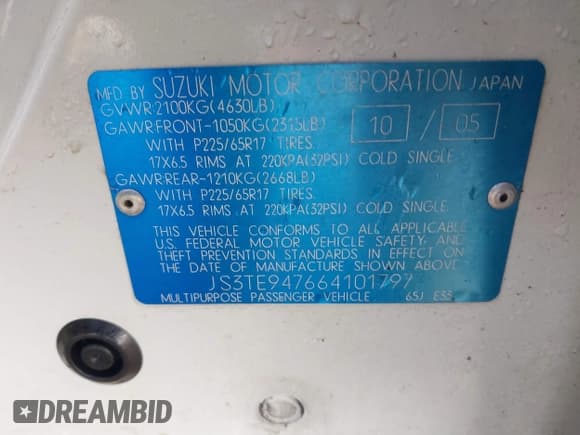 MFD BY SUZUKI MOTOR CORPORATION JAPAN
GVWR:2100KG(4630LB)
GAWR:FRONT-1050KG(2315LB) 10 / 05
WITH P225/65R17 TIRES.
17X6.5 RIMS AT 220KPA(32PSI) COLD SINGLE.
GAWR:REAR-1210KG(2668LB)
WITH P225/65R17 TIRES.
17X6.5 RIMS AT 220KPA(32PSI) COLD SINGLE.
THIS VEHICLE CONFORMS TO ALL APPLICABLE
U.S. FEDERAL MOTOR VEHICLE SAFETY, AND
THEFT PREVENTION STANDARDS IN EFFECT ON
THE DATE OF MANUFACTURE SHOWN ABOVE.
JS3TE947664101797
MULTIPURPOSE PASSENGER VEHICLE 65J E33
DREAMBID